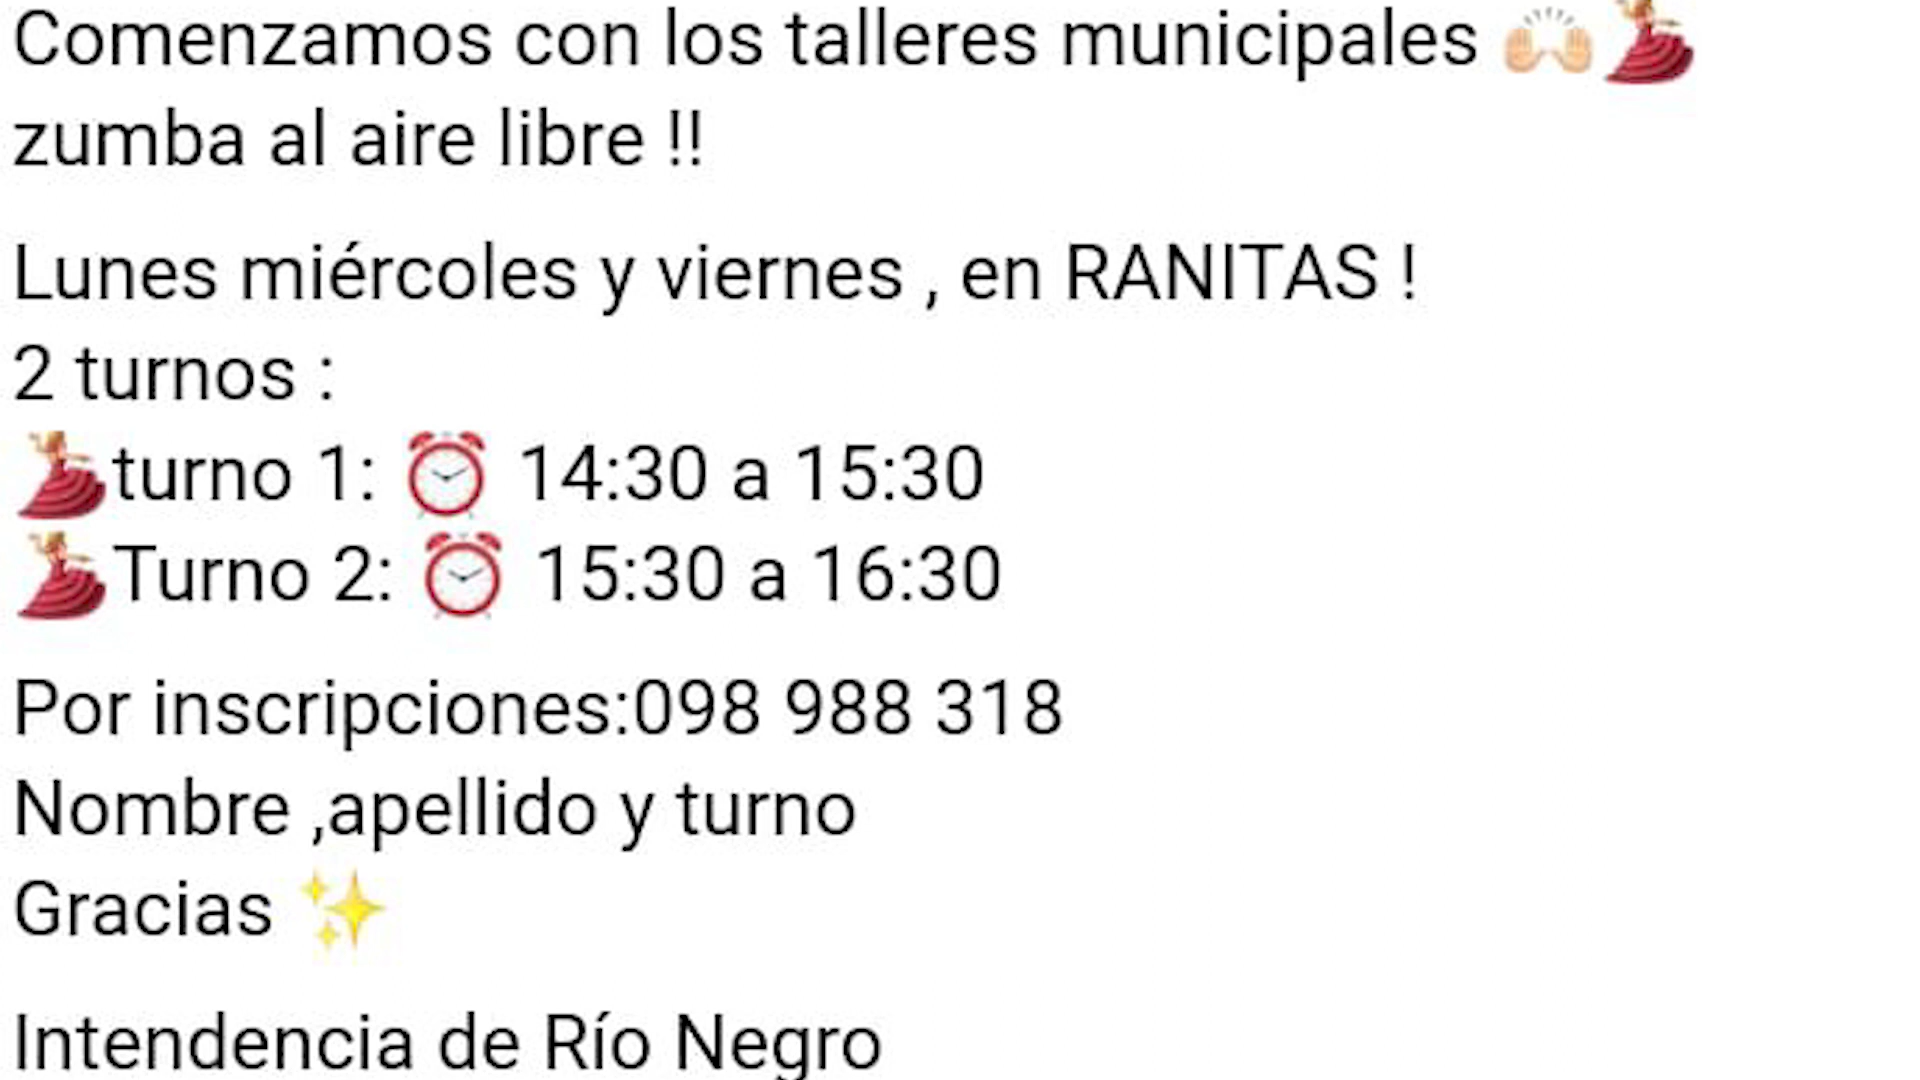 Comenzamos con los talleres municipales 🙌🏻💃
zumba al aire libre !!
Lunes miércoles y viernes , en RANITAS !
2 turnos :
💃turno 1: ⏰ 14:30 a 15:30
💃Turno 2: ⏰ 15:30 a 16:30
Por inscripciones:098 988 318
Nombre ,apellido y turno
Gracias ✨
Intendencia de Río Negro